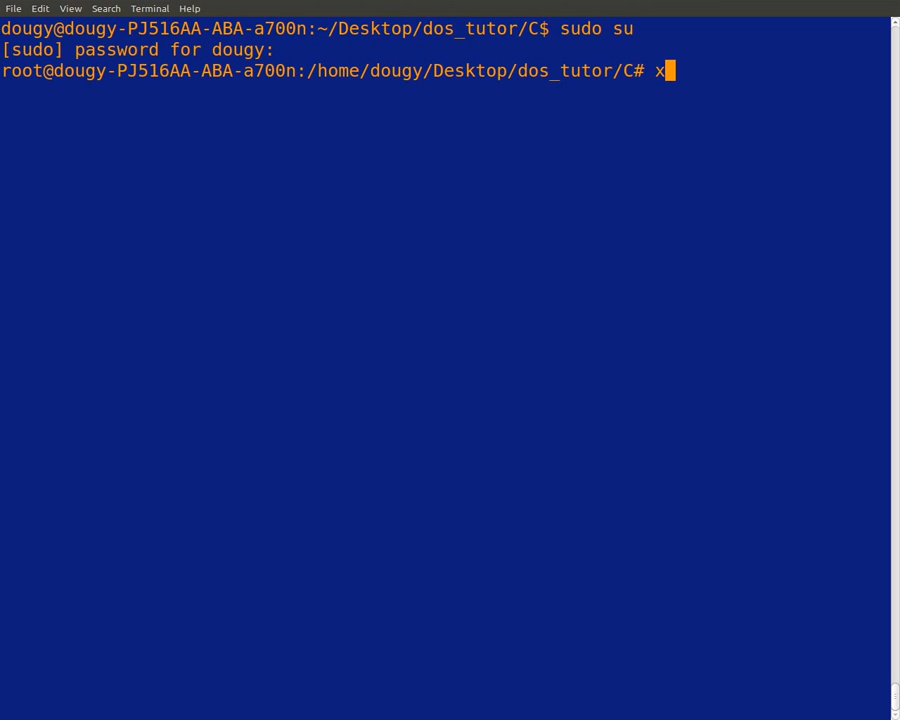 File Edit View Search Terminal Help
dougy@dougy-PJ516AA-ABA-a700n:~/Desktop/dos_tutor/C$ sudo su
[sudo] password for dougy:
root@dougy-PJ516AA-ABA-a700n:/home/dougy/Desktop/dos_tutor/C# x